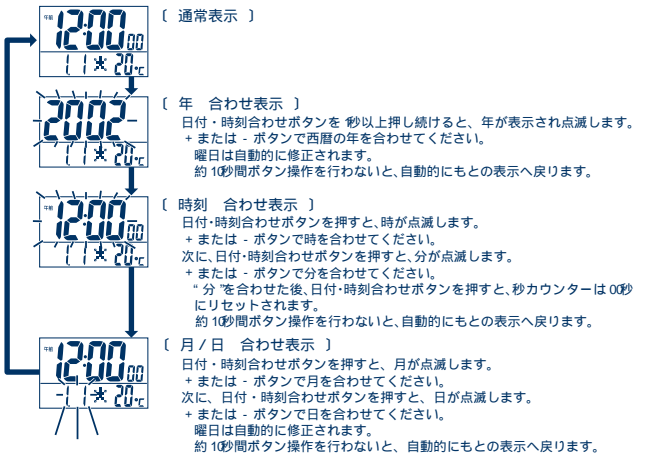 午前 12:00 00
1.1 水 20℃
〔 通常表示 〕
2002
1.1 水 20℃
〔 年 合わせ表示 〕
日付・時刻合わせボタンを1秒以上押し続けると、年が表示され点滅します。
+ または - ボタンで西暦の年を合わせてください。
曜日は自動的に修正されます。
約10秒間ボタン操作を行わないと、自動的にもとの表示へ戻ります。
午前 12:00 00
1.1 水 20℃
〔 時刻 合わせ表示 〕
日付・時刻合わせボタンを押すと、時が点滅します。
+ または - ボタンで時を合わせてください。
次に、日付・時刻合わせボタンを押すと、分が点滅します。
+ または - ボタンで分を合わせてください。
“ 分 ”を合わせた後、日付・時刻合わせボタンを押すと、秒カウンターは00秒
にリセットされます。
約10秒間ボタン操作を行わないと、自動的にもとの表示へ戻ります。
午前 12:00 00
1.1 水 20℃
〔 月 / 日 合わせ表示 〕
日付・時刻合わせボタンを押すと、月が点滅します。
+ または - ボタンで月を合わせてください。
次に、日付・時刻合わせボタンを押すと、日が点滅します。
+ または - ボタンで日を合わせてください。
曜日は自動的に修正されます。
約10秒間ボタン操作を行わないと、自動的にもとの表示へ戻ります。